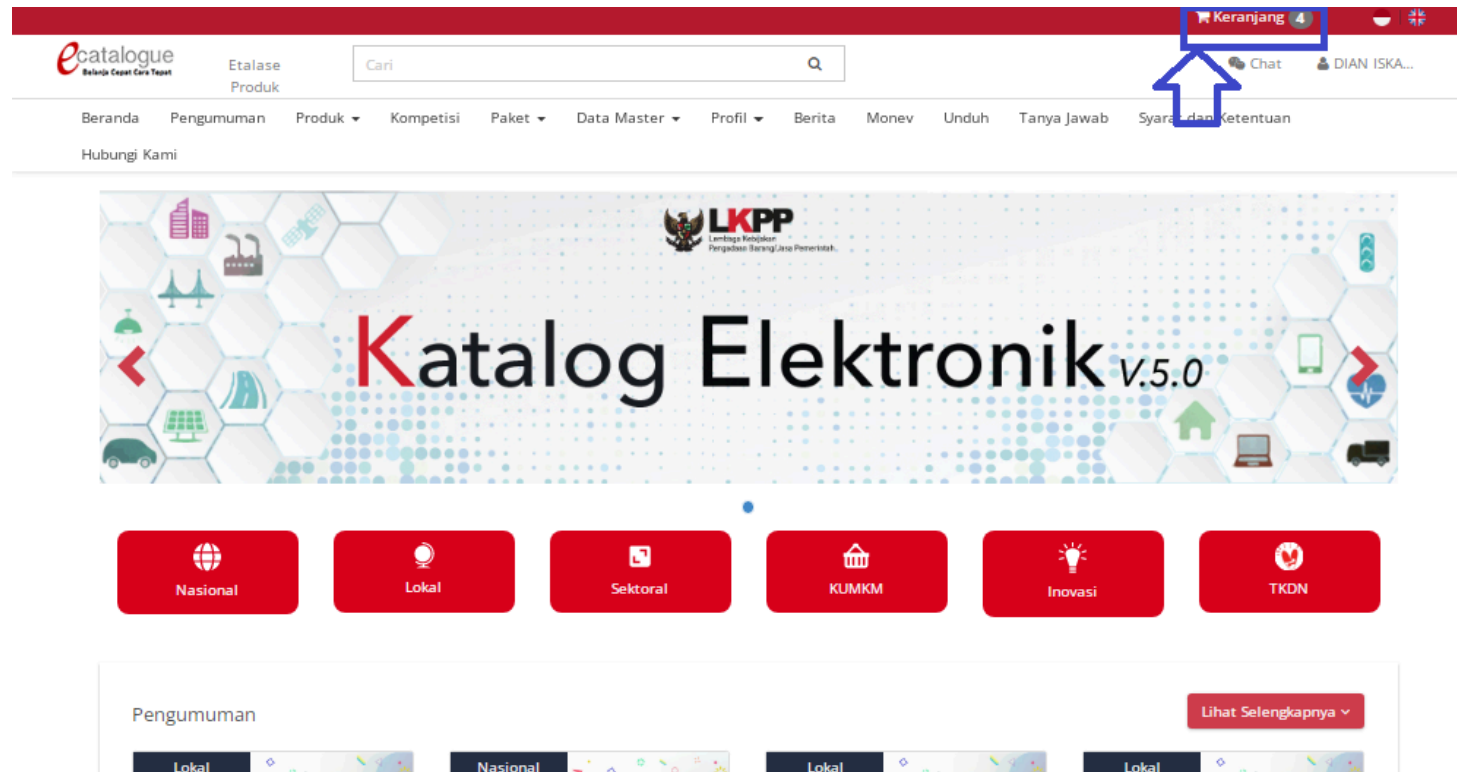 Keranjang 4
ecatalogue
Belanja Cepat Cara Tepat
Etalase
Produk
Cari
Chat
DIAN ISKA...
Beranda Pengumuman Produk Kompetisi Paket Data Master Profil Berita Monev Unduh Tanya Jawab Syarat dan Ketentuan
Hubungi Kami
LKPP
Lembaga Kebijakan
Pengadaan Barang/Jasa Pemerintah
Katalog Elektronik V.5.0
Nasional
Lokal
Sektoral
KUMKM
Inovasi
TKDN
Pengumuman
Lihat Selengkapnya
Lokal
Nasional
Lokal
Lokal